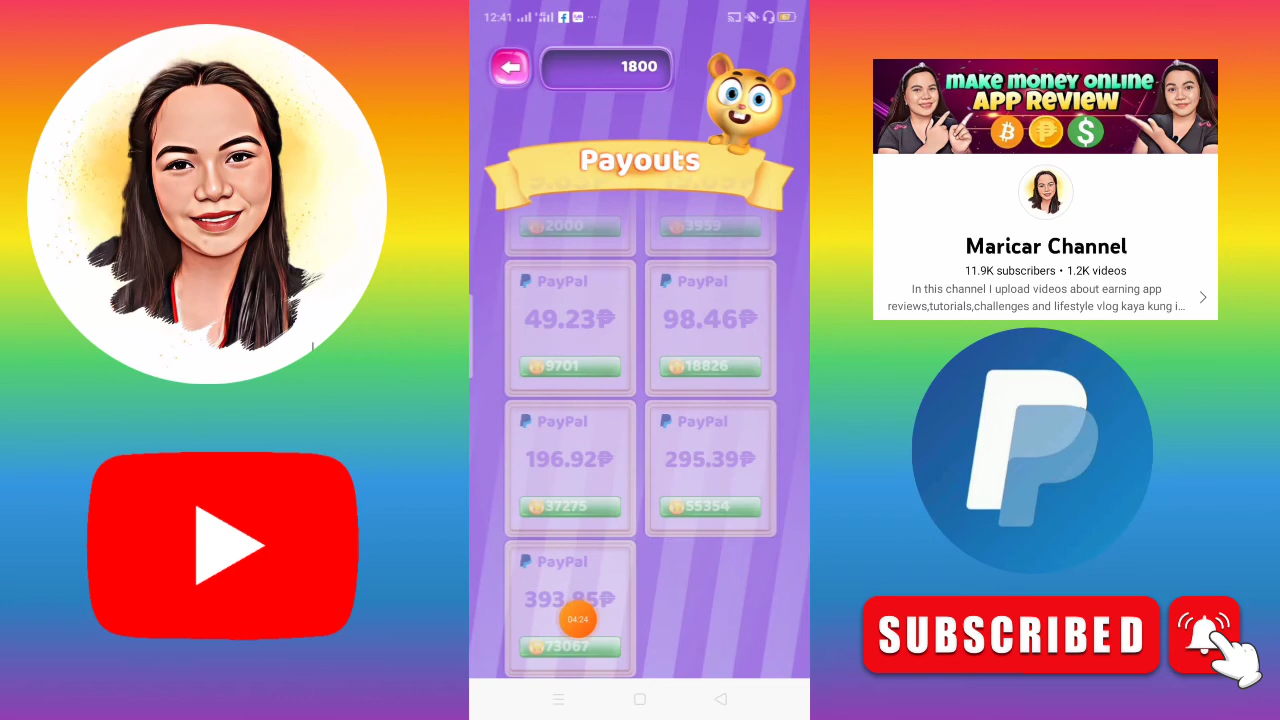 12:41
1800
Payouts
2000
3959
PayPal
49.23₱
9701
PayPal
98.46₱
18826
PayPal
196.92₱
37275
PayPal
295.39₱
55354
PayPal
393.85₱
04:24
73067
MAKE MONEY ONLINE
APP REVIEW
Maricar Channel
11.9K subscribers • 1.2K videos
In this channel I upload videos about earning app
reviews,tutorials,challenges and lifestyle vlog kaya kung i...
SUBSCRIBED